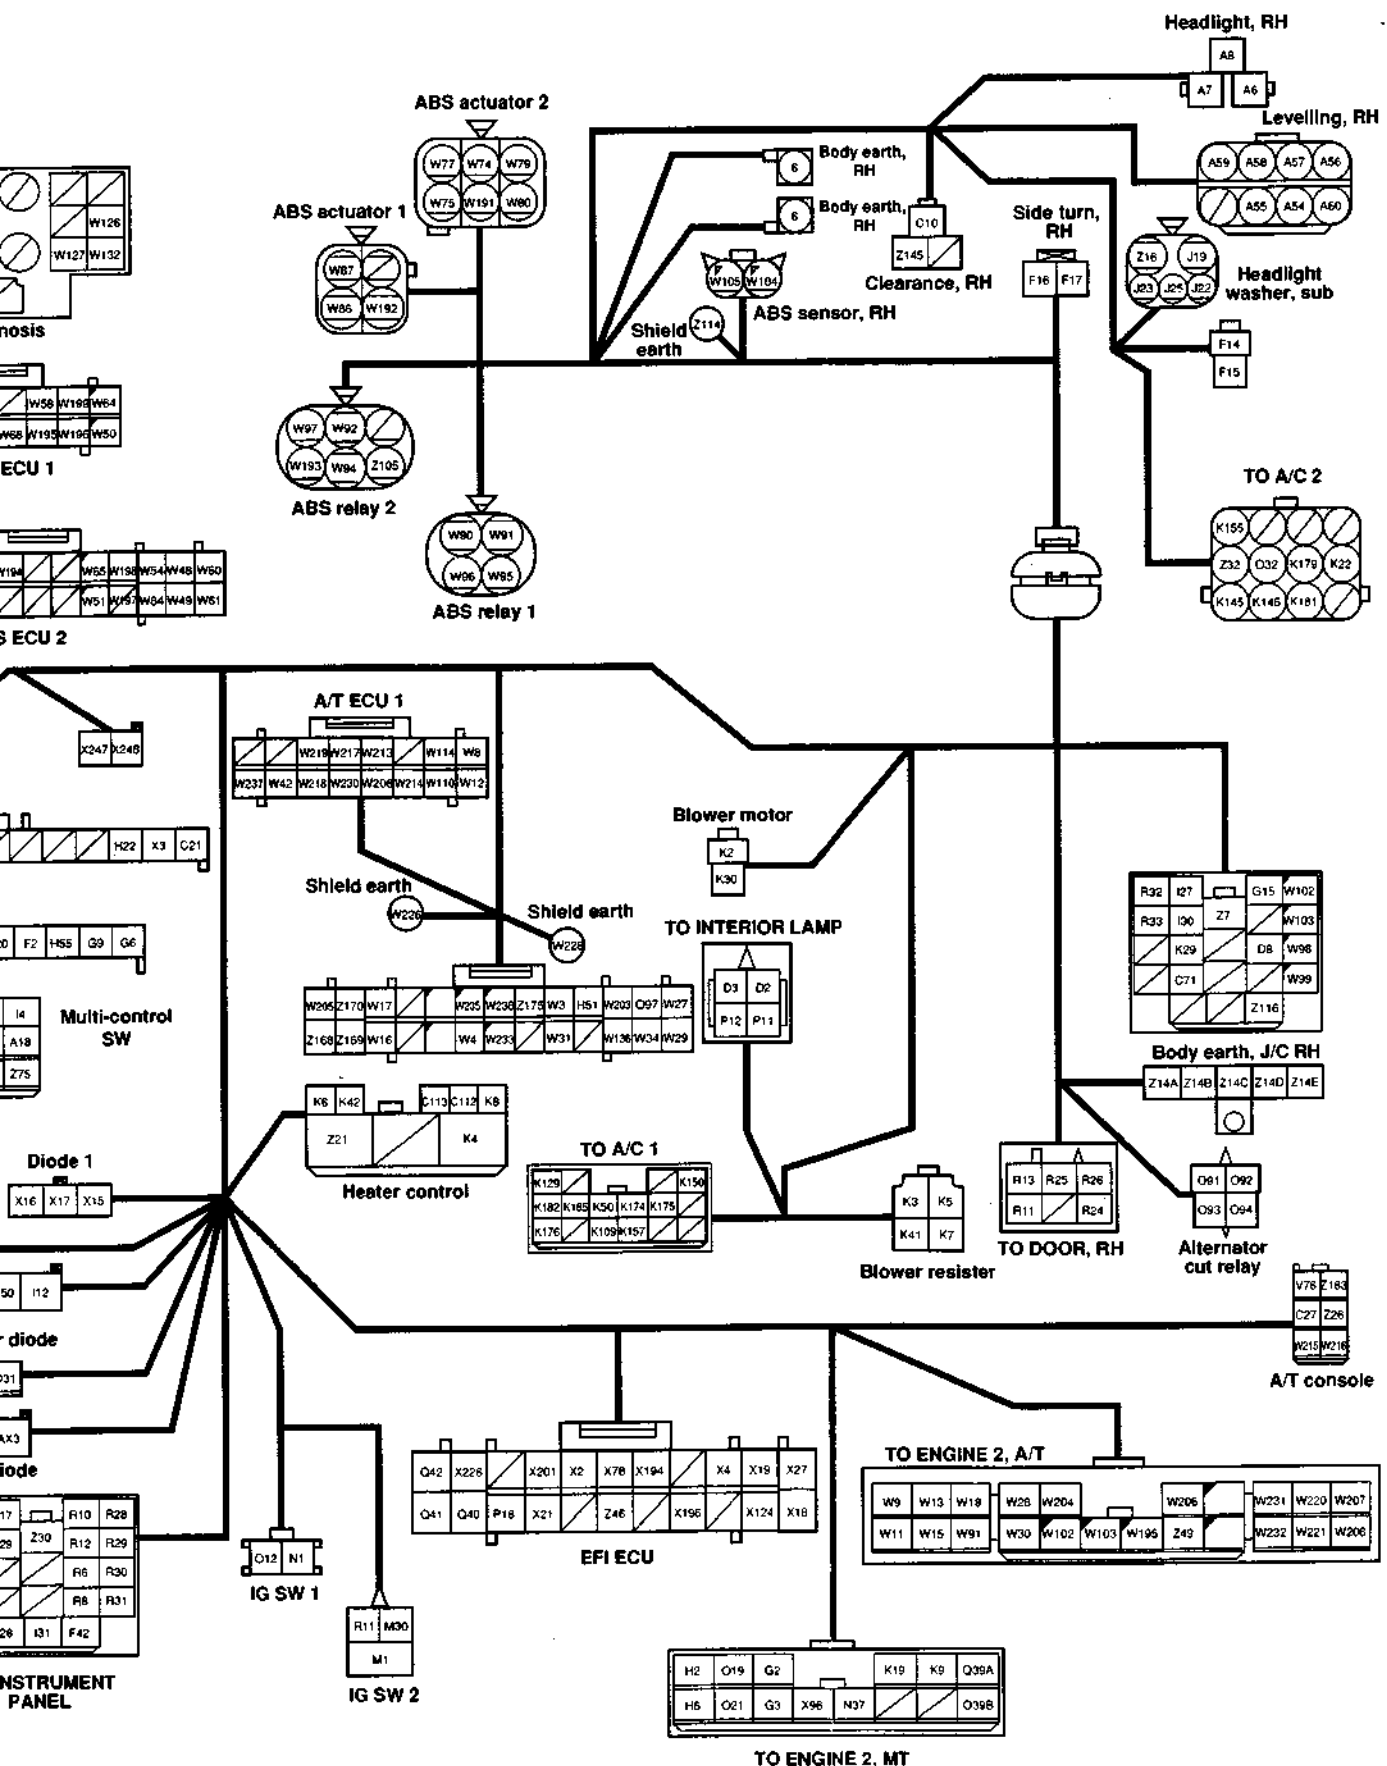 Headlight, RH
A8
A7 A6
Levelling, RH
A59 A58 A57 A56
A55 A54 A60
ABS actuator 2
W77 W74 W79
W75 W191 W80
ABS actuator 1
W87
W86 W192
Body earth,
RH
6
Body earth,
RH
6
W105 W104
ABS sensor, RH
Shield
earth
Z114
C10
Z145
Clearance, RH
Side turn,
RH
F16 F17
Z16 J19
J23 J25 J22
Headlight
washer, sub
F14
F15
W126
W127 W132
nosis
W58 W64
W195 W196 W50
ECU 1
W97 W92
W193 W94 Z105
ABS relay 2
W90 W91
W96 W95
ABS relay 1
TO A/C 2
K155
Z32 O32 K179 K22
K145 K146 K181
W65 W198 W54 W48 W60
W51 W197 W84 W49 W61
S ECU 2
X247 X246
A/T ECU 1
W219 W217 W213 W114 W8
W237 W42 W218 W230 W206 W214 W110 W12
H22 X3 C21
F2 H55 G9 G6
Shield earth
W226
Shield earth
W228
Blower motor
K2
K30
TO INTERIOR LAMP
D3 D2
P12 P11
R32 I27 G15 W102
R33 I30 Z7 W103
K29 D8 W98
C71 W99
Z116
I4
A18
Z75
Multi-control
SW
W205 Z170 W17 W235 W238 Z175 W3 H51 W203 O97 W27
Z168 Z169 W16 W4 W233 W31 W136 W34 W29
Body earth, J/C RH
Z14A Z14B Z14C Z14D Z14E
K6 K42 C113 C112 K8
Z21 K4
Heater control
Diode 1
X16 X17 X15
TO A/C 1
K129 K150
K182 K165 K50 K174 K175
K176 K109 K157
K3 K5
K41 K7
Blower resister
R13 R25 R26
R11 R24
TO DOOR, RH
O91 O92
O93 O94
Alternator
cut relay
50 I12
r diode
V76 Z163
C27 Z26
W215 W216
A/T console
AX3
iode
EFI ECU
Q42 X226 X201 X2 X78 X194 X4 X19 X27
Q41 Q40 P18 X21 Z46 X196 X124 X18
TO ENGINE 2, A/T
W9 W13 W18 W28 W204 W206 W231 W220 W207
W11 W15 W91 W30 W102 W103 W195 Z49 W232 W221 W206
17 R10 R28
29 Z30 R12 R29
R6 R30
R8 R31
I31 F42
NSTRUMENT
PANEL
O12 N1
IG SW 1
R11 M30
M1
IG SW 2
H2 O19 G2 K19 K9 Q39A
H6 O21 G3 X96 N37 O39B
TO ENGINE 2, MT